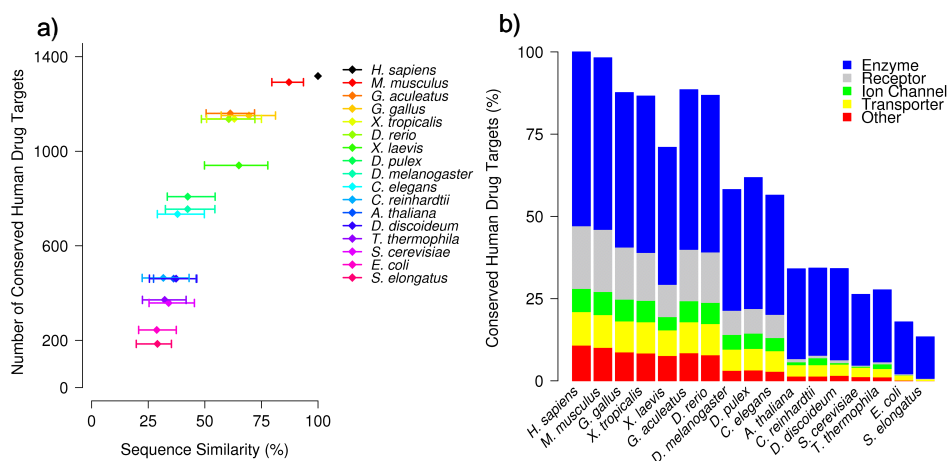 a)
Number of Conserved Human Drug Targets
1400
1000
600
200
0
0
25
50
75
100
Sequence Similarity (%)
H. sapiens
M. musculus
G. aculeatus
G. gallus
X. tropicalis
D. rerio
X. laevis
D. pulex
D. melanogaster
C. elegans
C. reinhardtii
A. thaliana
D. discoideum
T. thermophila
S. cerevisiae
E. coli
S. elongatus
b)
Conserved Human Drug Targets (%)
100
75
50
25
0
Enzyme
Receptor
Ion Channel
Transporter
Other
H. sapiens
M. musculus
G. gallus
X. tropicalis
X. laevis
G. aculeatus
D. rerio
D. melanogaster
D. pulex
C. elegans
A. thaliana
C. reinhardtii
D. discoideum
S. cerevisiae
T. thermophila
E. coli
S. elongatus